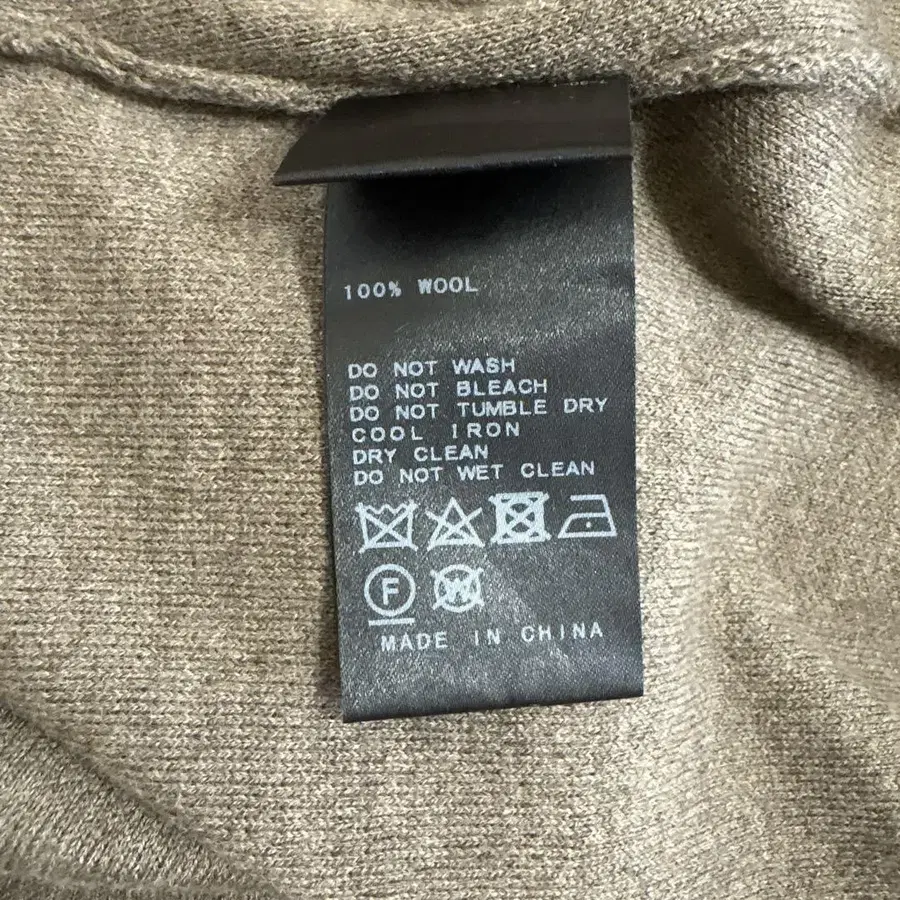 100% WOOL
DO NOT WASH
DO NOT BLEACH
DO NOT TUMBLE DRY
COOL IRON
DRY CLEAN
DO NOT WET CLEAN
F W
MADE IN CHINA